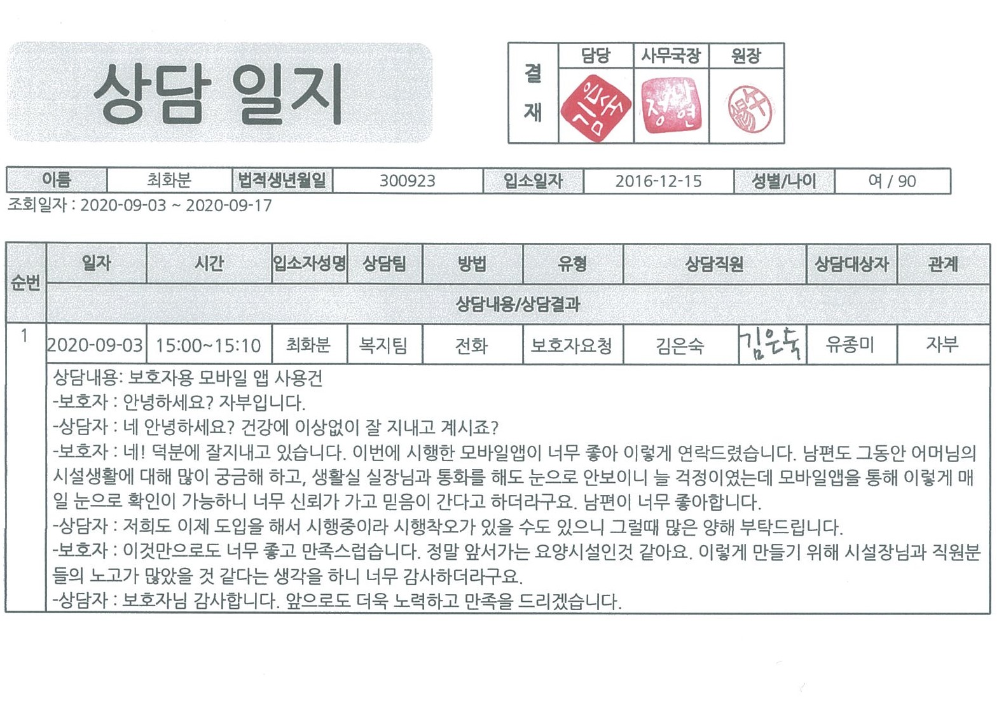 상담 일지
결재 담당 사무국장 원장
김은숙
이름 최화분 법적생년월일 300923 입소일자 2016-12-15 성별/나이 여 / 90
조회일자 : 2020-09-03 ~ 2020-09-17
순번 일자 시간 입소자성명 상담팀 방법 유형 상담직원 상담대상자 관계
상담내용/상담결과
1 2020-09-03 15:00~15:10 최화분 복지팀 전화 보호자요청 김은숙 김은숙 유종미 자부
상담내용: 보호자용 모바일 앱 사용건
-보호자 : 안녕하세요? 자부입니다.
-상담자 : 네 안녕하세요? 건강에 이상없이 잘 지내고 계시죠?
-보호자 : 네! 덕분에 잘지내고 있습니다. 이번에 시행한 모바일앱이 너무 좋아 이렇게 연락드렸습니다. 남편도 그동안 어머님의
시설생활에 대해 많이 궁금해 하고, 생활실 실장님과 통화를 해도 눈으로 안보이니 늘 걱정이였는데 모바일앱을 통해 이렇게 매
일 눈으로 확인이 가능하니 너무 신뢰가 가고 믿음이 간다고 하더라구요. 남편이 너무 좋아합니다.
-상담자 : 저희도 이제 도입을 해서 시행중이라 시행착오가 있을 수도 있으니 그럴때 많은 양해 부탁드립니다.
-보호자 : 이것만으로도 너무 좋고 만족스럽습니다. 정말 앞서가는 요양시설인것 같아요. 이렇게 만들기 위해 시설장님과 직원분
들의 노고가 많았을 것 같다는 생각을 하니 너무 감사하더라구요.
-상담자 : 보호자님 감사합니다. 앞으로도 더욱 노력하고 만족을 드리겠습니다.